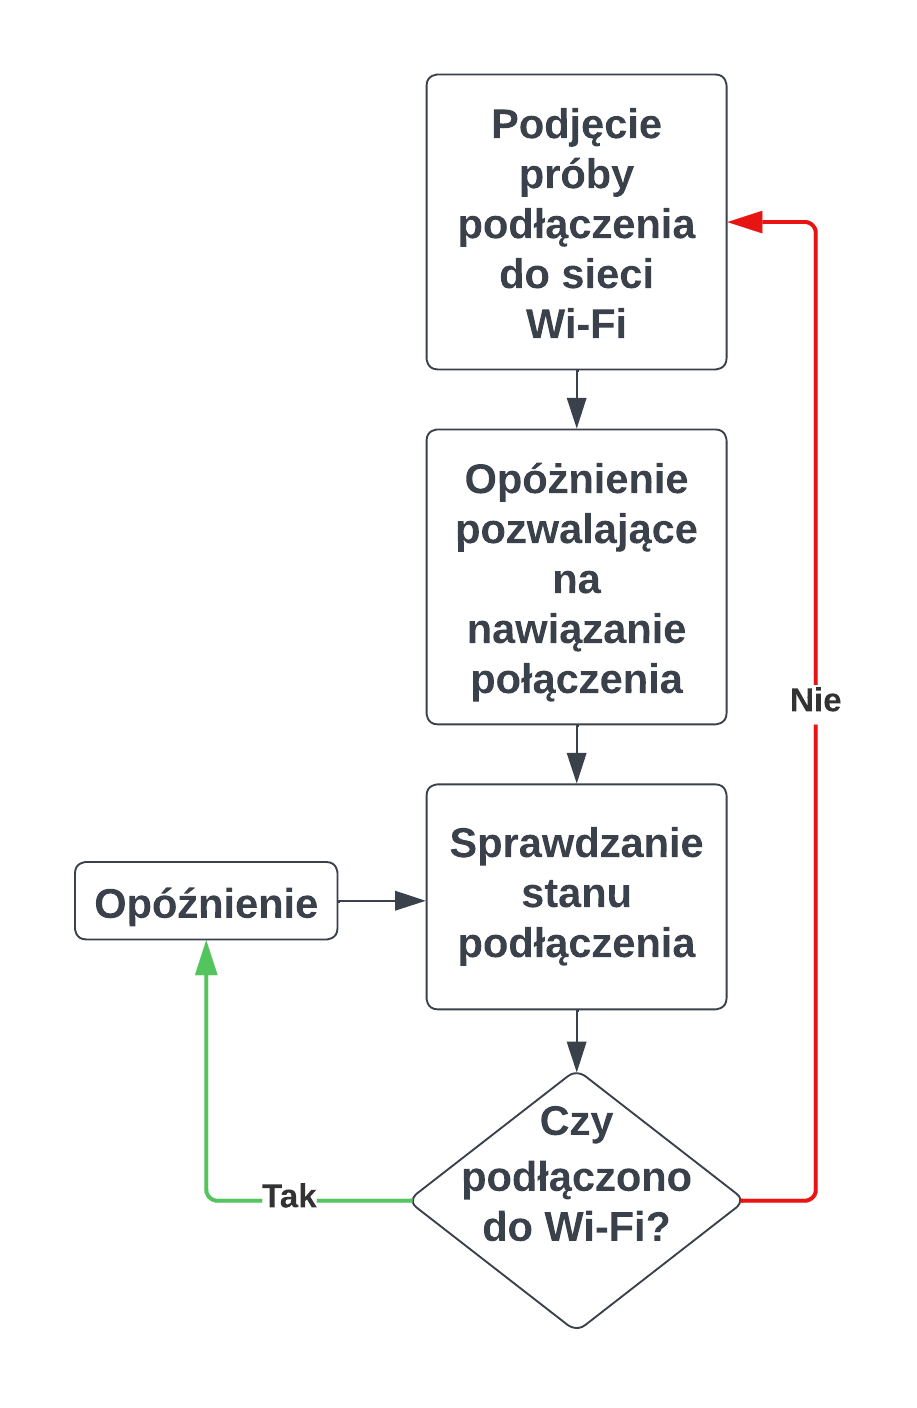 Podjęcie
próby
podłączenia
do sieci
Wi-Fi
Opóżnienie
pozwalające
na
nawiązanie
połączenia
Nie
Sprawdzanie
stanu
podłączenia
Opóźnienie
Czy
podłączono
do Wi-Fi?
Tak